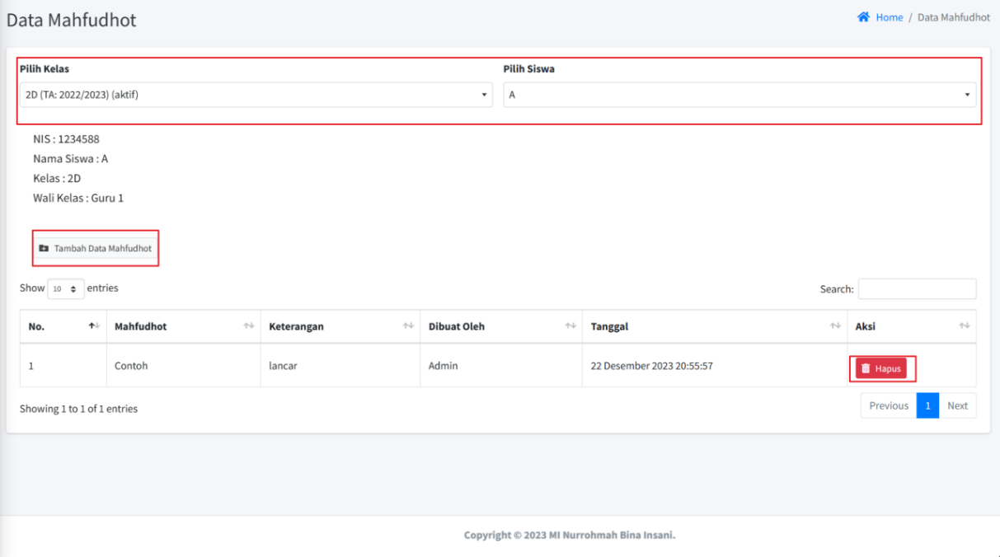 Data Mahfudhot
Home / Data Mahfudhot
Pilih Kelas
Pilih Siswa
2D (TA: 2022/2023) (aktif)
A
NIS : 1234588
Nama Siswa : A
Kelas : 2D
Wali Kelas : Guru 1
Tambah Data Mahfudhot
Show 10 entries
Search:
No. Mahfudhot Keterangan Dibuat Oleh Tanggal Aksi
1 Contoh lancar Admin 22 Desember 2023 20:55:57 Hapus
Showing 1 to 1 of 1 entries
Previous 1 Next
Copyright © 2023 MI Nurrohmah Bina Insani.